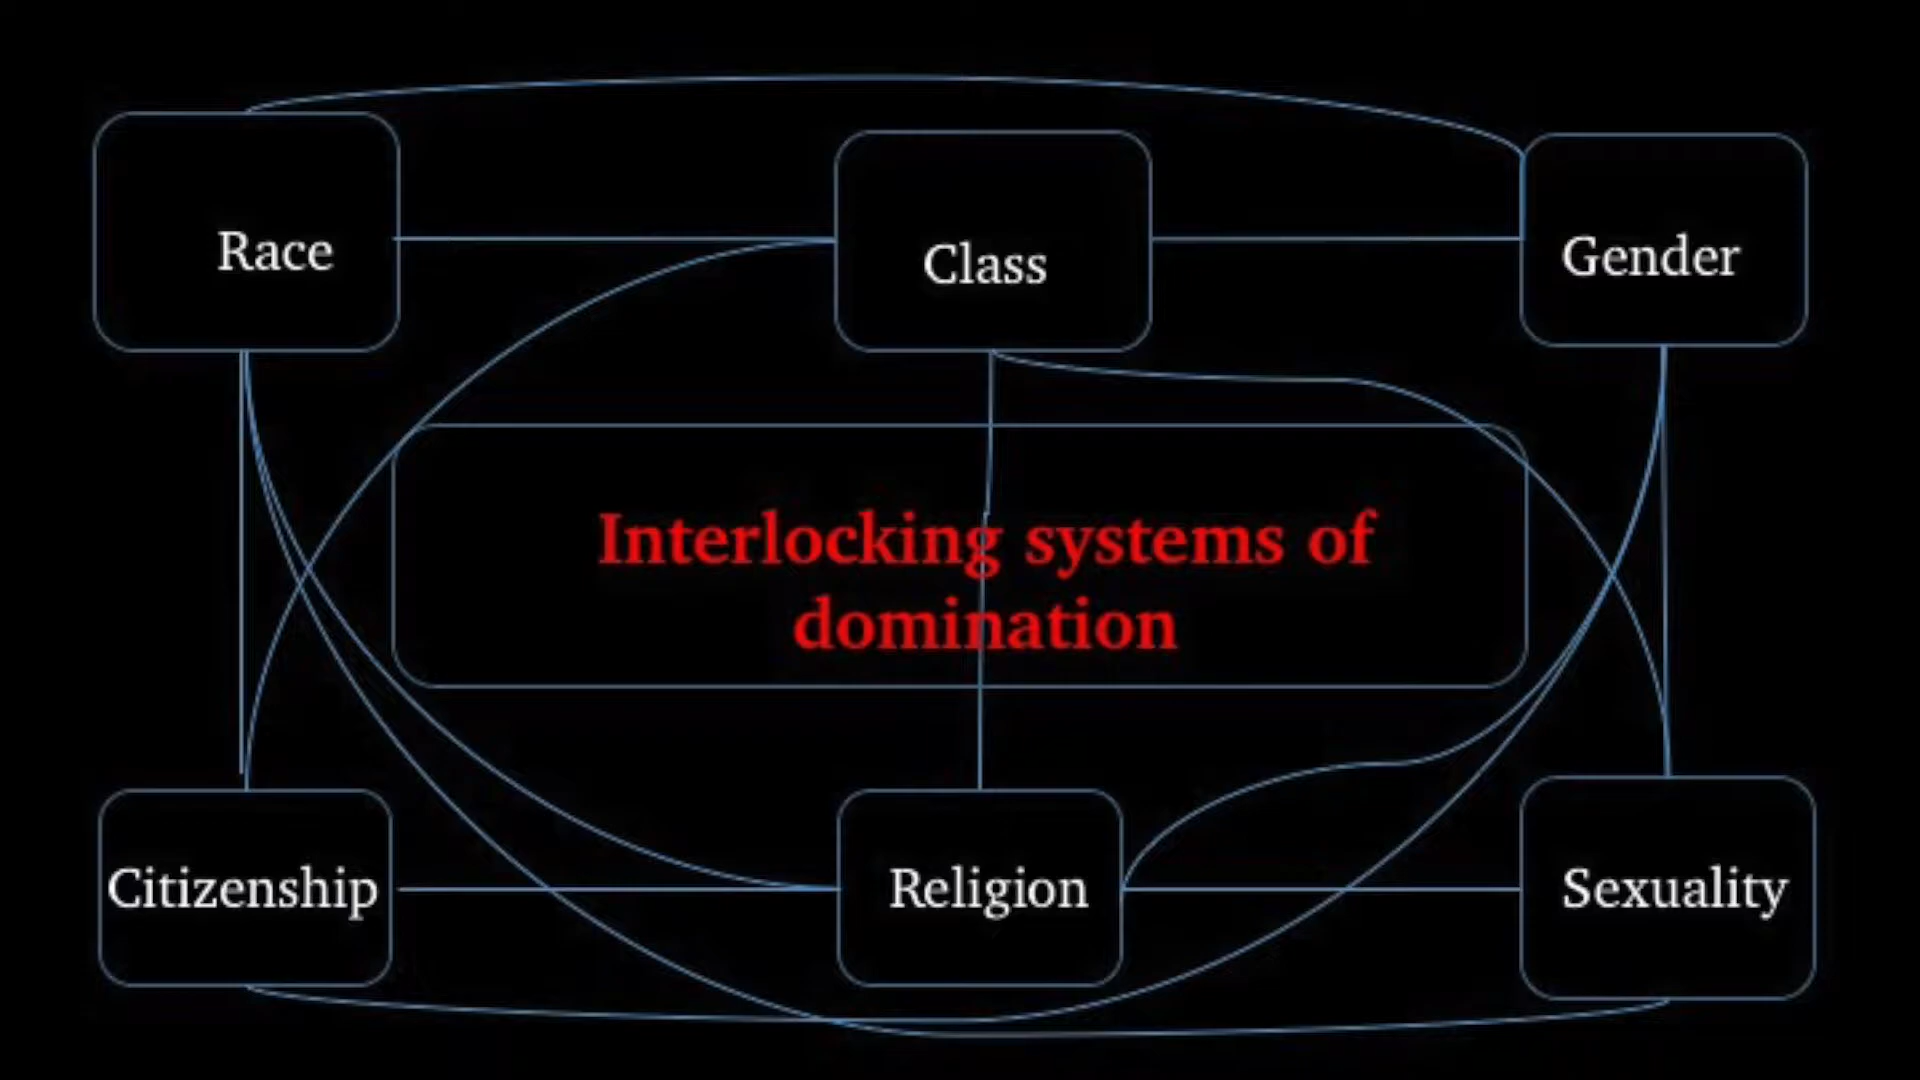 Race
Class
Gender
Interlocking systems of
domination
Citizenship
Religion
Sexuality